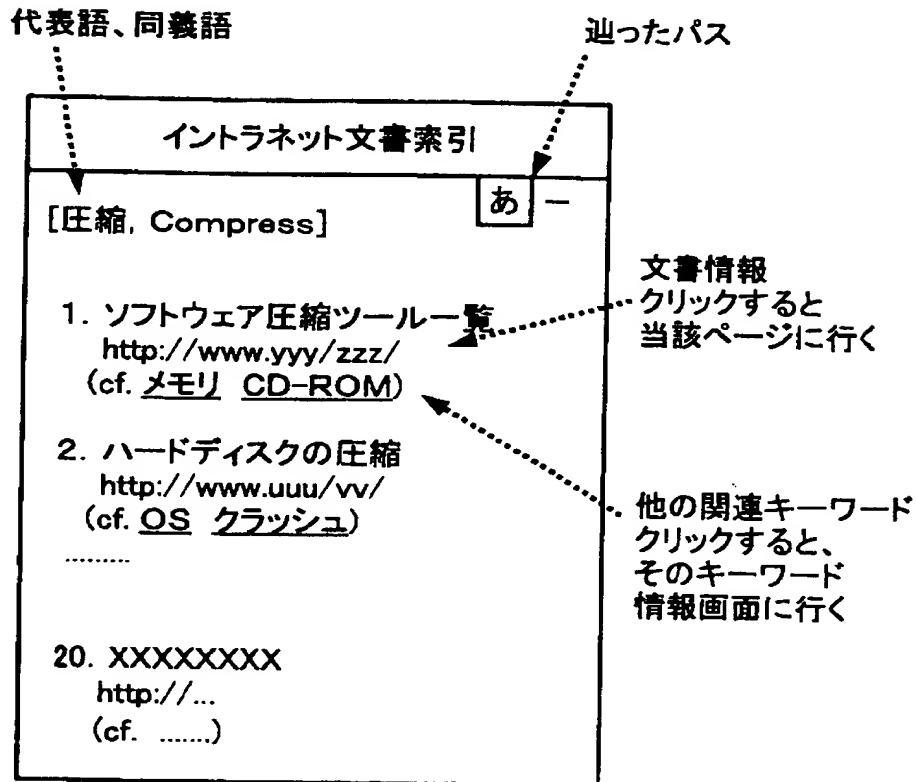 代表語、同義語
辿ったパス
イントラネット文書索引
あ ー
[圧縮, Compress]
1. ソフトウェア圧縮ツール一覧
http://www.yyy/zzz/
(cf. メモリ CD-ROM)
文書情報
クリックすると
当該ページに行く
2. ハードディスクの圧縮
http://www.uuu/vv/
(cf. OS クラッシュ)
.........
他の関連キーワード
クリックすると、
そのキーワード
情報画面に行く
20. XXXXXXXX
http://...
(cf. .......)